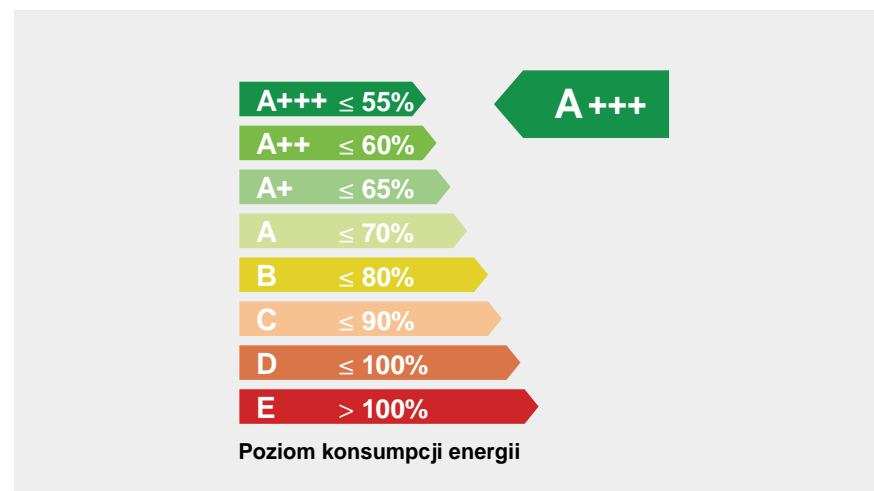 A+++ ≤ 55%
A +++
A++ ≤ 60%
A+ ≤ 65%
A ≤ 70%
B ≤ 80%
C ≤ 90%
D ≤ 100%
E > 100%
Poziom konsumpcji energii